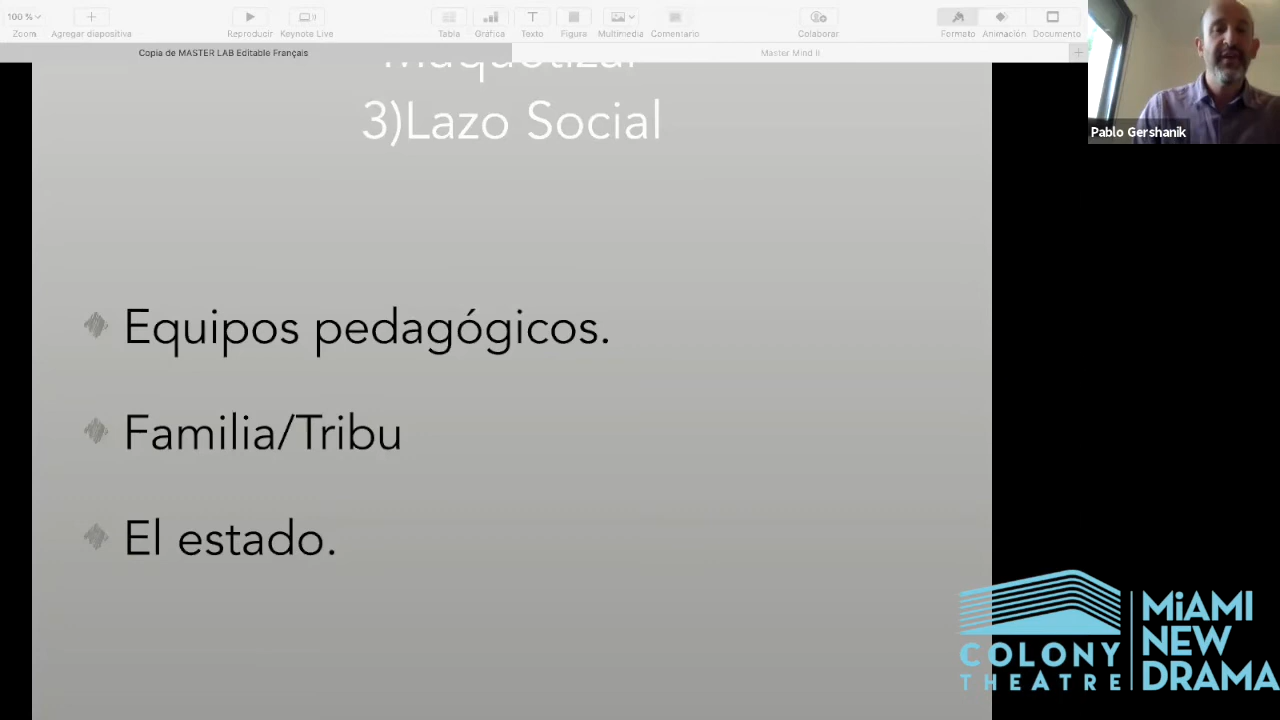 100 %
Zoom
Agregar diapositiva
Reproducir
Keynote Live
Tabla
Gráfica
Texto
Figura
Multimedia
Comentario
Colaborar
Formato
Animación
Documento
Copia de MASTER LAB Editable Français
Master Mind II
Pablo Gershanik
Maquetizar
3)Lazo Social
Equipos pedagógicos.
Familia/Tribu
El estado.
COLONY
THEATRE
MiAMI
NEW
DRAMA